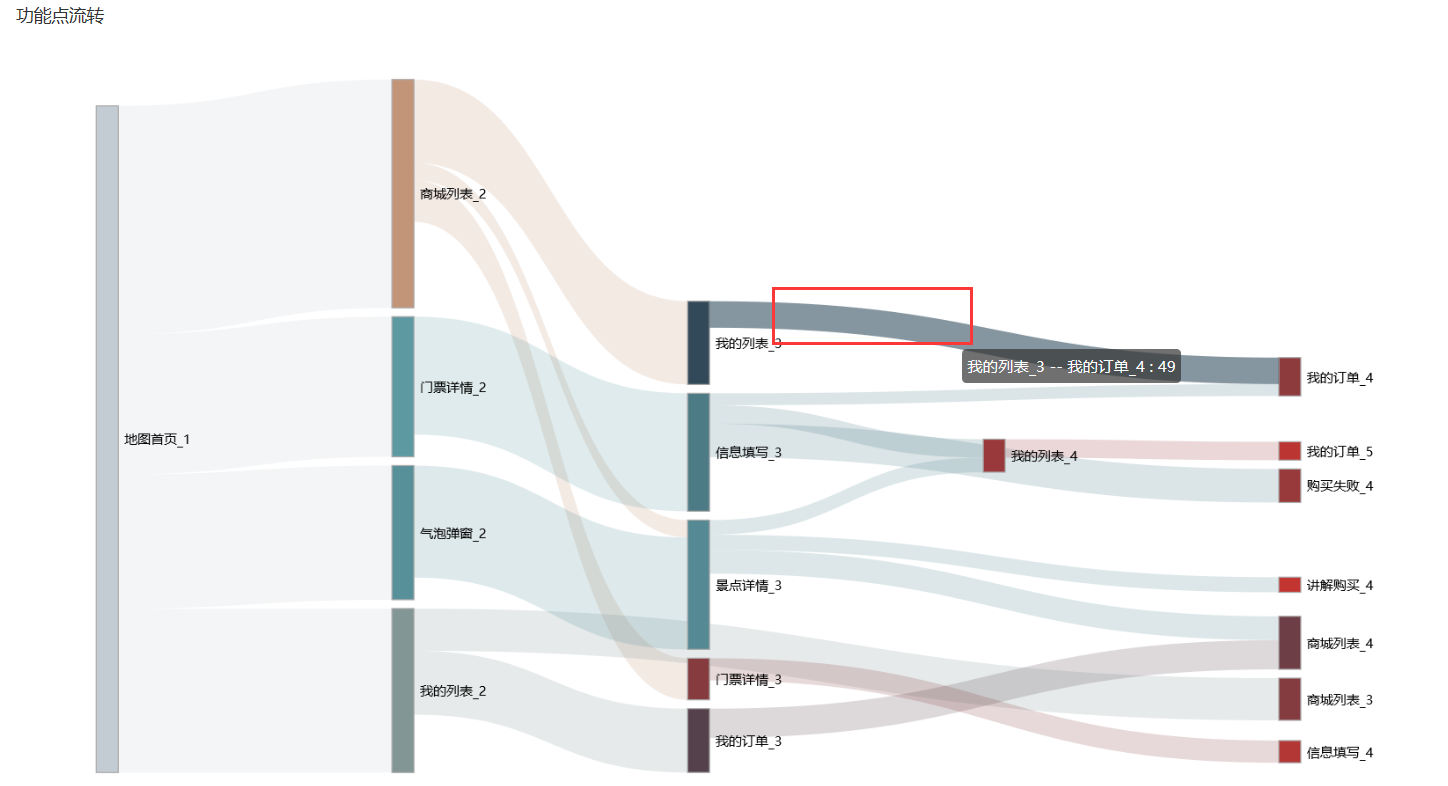 功能点流转
商城列表_2
门票详情_2
地图首页_1
气泡弹窗_2
我的列表_2
我的列表_3
信息填写_3
景点详情_3
门票详情_3
我的订单_3
我的列表_3 -- 我的订单_4 : 49
我的列表_4
我的订单_4
我的订单_5
购买失败_4
讲解购买_4
商城列表_4
商城列表_3
信息填写_4